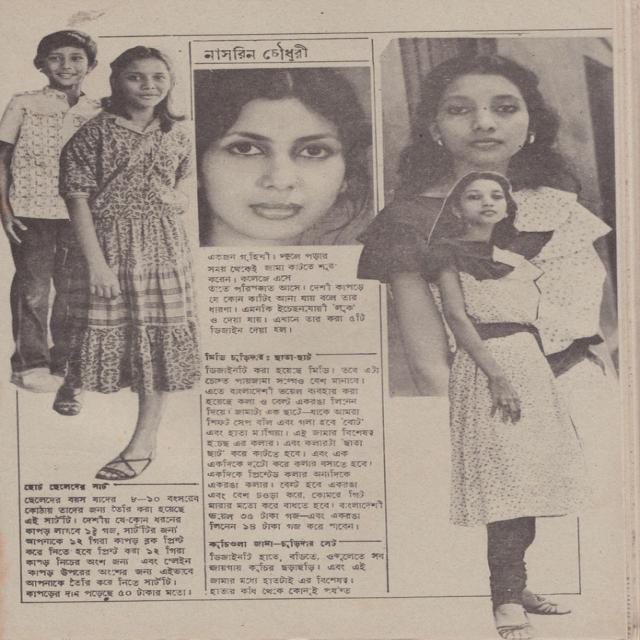 নাসরিন চৌধুরী
একজন গৃহিণী। স্কুলে পড়ার
সময় থেকেই জামা কাটতে শুরু
করেন। কলেজে এসে
তাতে পরিপক্বতা আসে। দেশী কাপড়ে
যে কোন কাটিং আনা যায় বলে তার
ধারণা। এমনকি ইচ্ছেনুযায়ী 'লুক'
ও দেয়া যায়। এখানে তার করা ৫টি
ডিজাইন দেয়া হল।
মিডি চুড়িদার: ছাতা-ছাট
ডিজাইনটি করা হয়েছে মিডি। তবে এটা
চোস্ত পায়জামা সঙ্গেও বেশ মানাবে।
এতে বাংলাদেশী ভয়েল ব্যবহার করা
হয়েছে কলা ও বেল্ট একরঙা লিনেন
দিয়ে। জামাটা এক ছাটে—যাকে আমরা
শিফট সেপ বলি এবং গলা হবে 'বোট'
এবং হাতা ম্যাগিয়া। এই জামার বিশেষত্ব
হচ্ছে এর কলার। এবং কলারটা 'ছাতা
ছাট' করে কাটতে হবে। এবং এক
একদিকে দুটো করে কলার বসাতে হবে।
একদিকে প্রিন্টেড কলার অন্যদিকে
একরঙা কলার। বেল্ট হবে একরঙা
এবং বেশ চওড়া করে, কোমরে গিট
মারার মতো করে বাঁধতে হবে। বাংলাদেশী
ভয়েল ৩৫ টাকা গজ—এবং একরঙা
লিনেন ১৪ টাকা গজ করে পাবেন।
কুচিওলা জামা—চুড়িদার সেট
ডিজাইনটি হাতে, বডিতে, ওড়নাতে সব
জায়গায় কুচির ছড়াছড়ি। এবং এই
জামার মধ্যে হাতটাই এর বিশেষত্ব।
হাতার কাঁধ থেকে কোনুই পর্যন্ত
ছোট ছেলেদের সার্ট
ছেলেদের বয়স যাদের ৮—১০ বৎসরের
কোঠায় তাদের জন্য তৈরি করা হয়েছে
এই সার্টটি। দেশীয় যে-কোন ধরনের
কাপড় লাগবে ১½ গজ, সার্টটির জন্য
আপনাকে ১২ গিরা কাপড় ব্লক প্রিন্ট
করে নিতে হবে প্রিন্ট করা ১২ গিরা
কাপড় নিচের অংশ জন্য এবং প্লেইন
কাপড় উপরের অংশের জন্য এইভাবে
আপনাকে তৈরি করে নিতে সার্টটি।
কাপড়ের দাম পড়েছে ৫০ টাকার মতো।